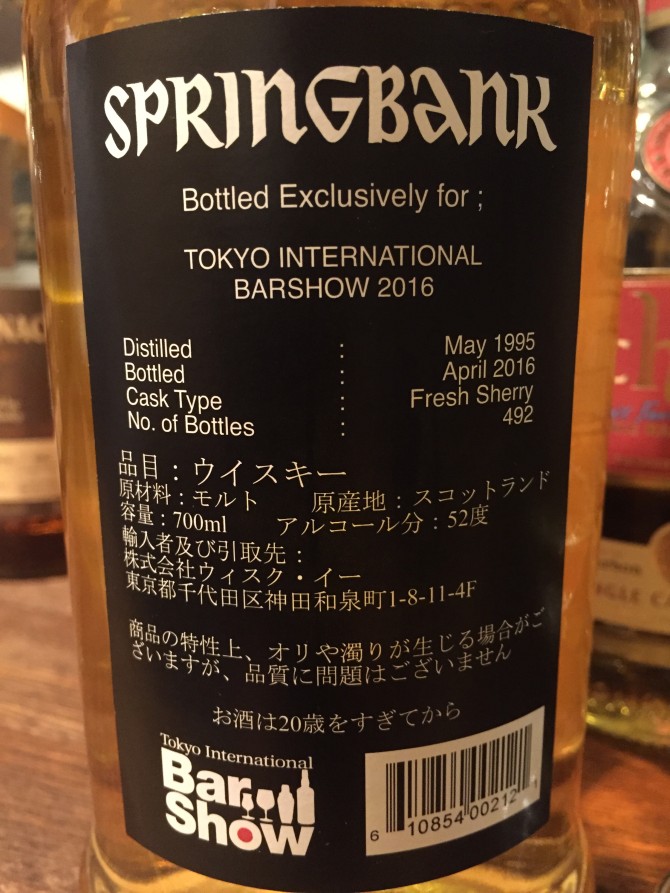 SPRINGBANK
Bottled Exclusively for ;
TOKYO INTERNATIONAL
BARSHOW 2016
Distilled : May 1995
Bottled : April 2016
Cask Type : Fresh Sherry
No. of Bottles : 492
品目：ウイスキー
原材料：モルト 原産地：スコットランド
容量：700ml アルコール分：52度
輸入者及び引取先：
株式会社ウィスク・イー
東京都千代田区神田和泉町1-8-11-4F
商品の特性上、オリや濁りが生じる場合がご
ざいますが、品質に問題はございません
お酒は20歳をすぎてから
Tokyo International
Bar
Show
6 10854 00212 1